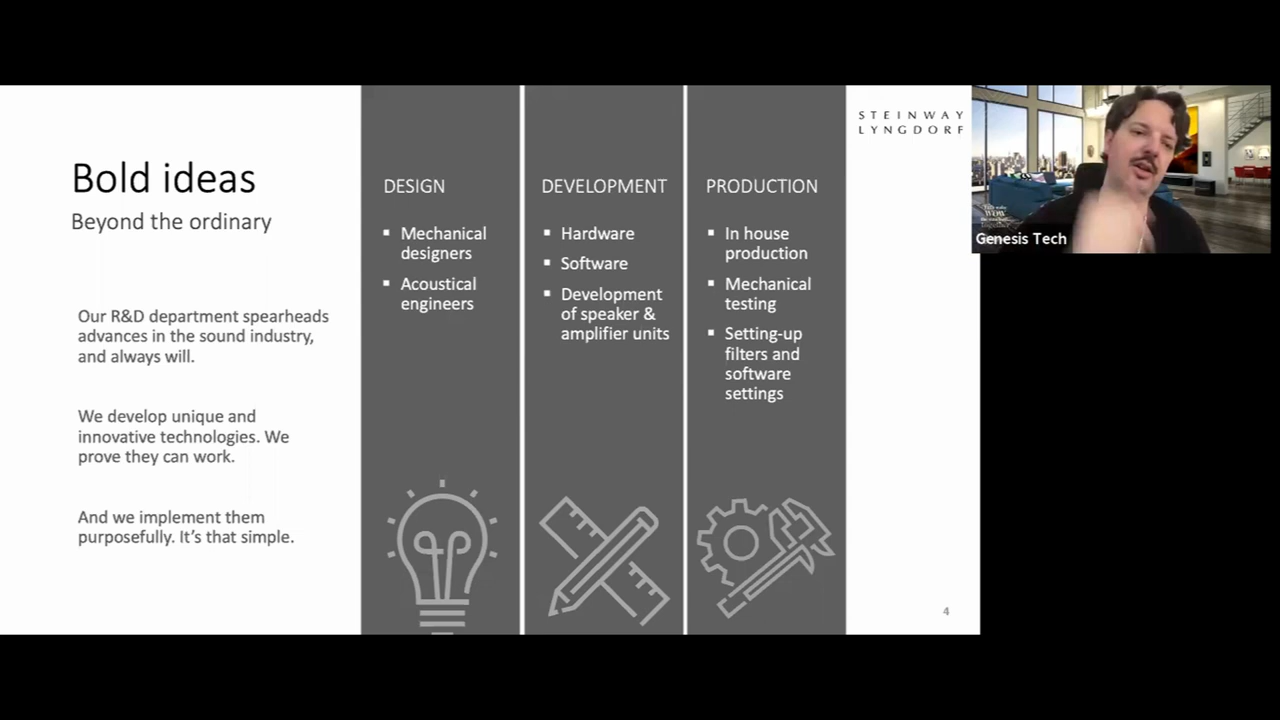 Bold ideas
Beyond the ordinary
Our R&D department spearheads
advances in the sound industry,
and always will.
We develop unique and
innovative technologies. We
prove they can work.
And we implement them
purposefully. It's that simple.
DESIGN
▪ Mechanical
designers
▪ Acoustical
engineers
DEVELOPMENT
▪ Hardware
▪ Software
▪ Development
of speaker &
amplifier units
PRODUCTION
▪ In house
production
▪ Mechanical
testing
▪ Setting-up
filters and
software
settings
STEINWAY
LYNGDORF
4
WOW
Genesis Tech